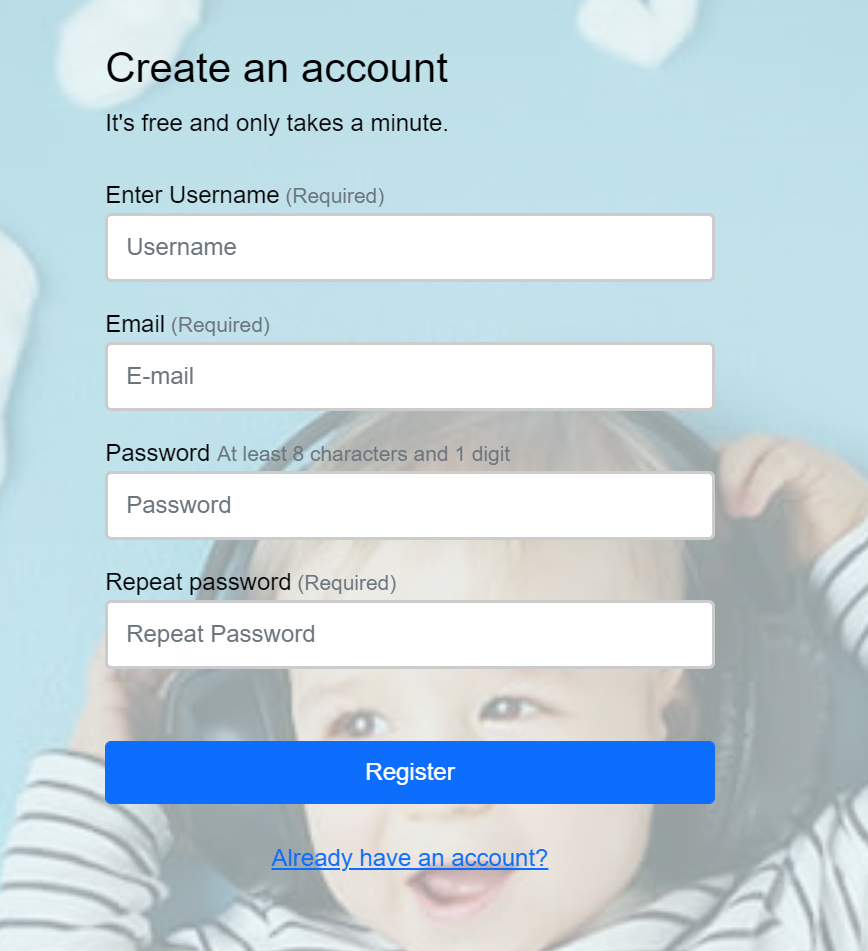 Create an account
It's free and only takes a minute.
Enter Username (Required)
Username
Email (Required)
E-mail
Password At least 8 characters and 1 digit
Password
Repeat password (Required)
Repeat Password
Register
Already have an account?